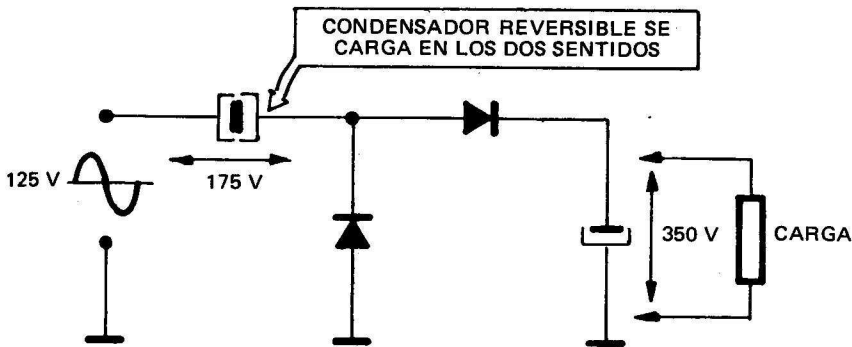 CONDENSADOR REVERSIBLE SE
CARGA EN LOS DOS SENTIDOS
125 V
175 V
350 V
CARGA